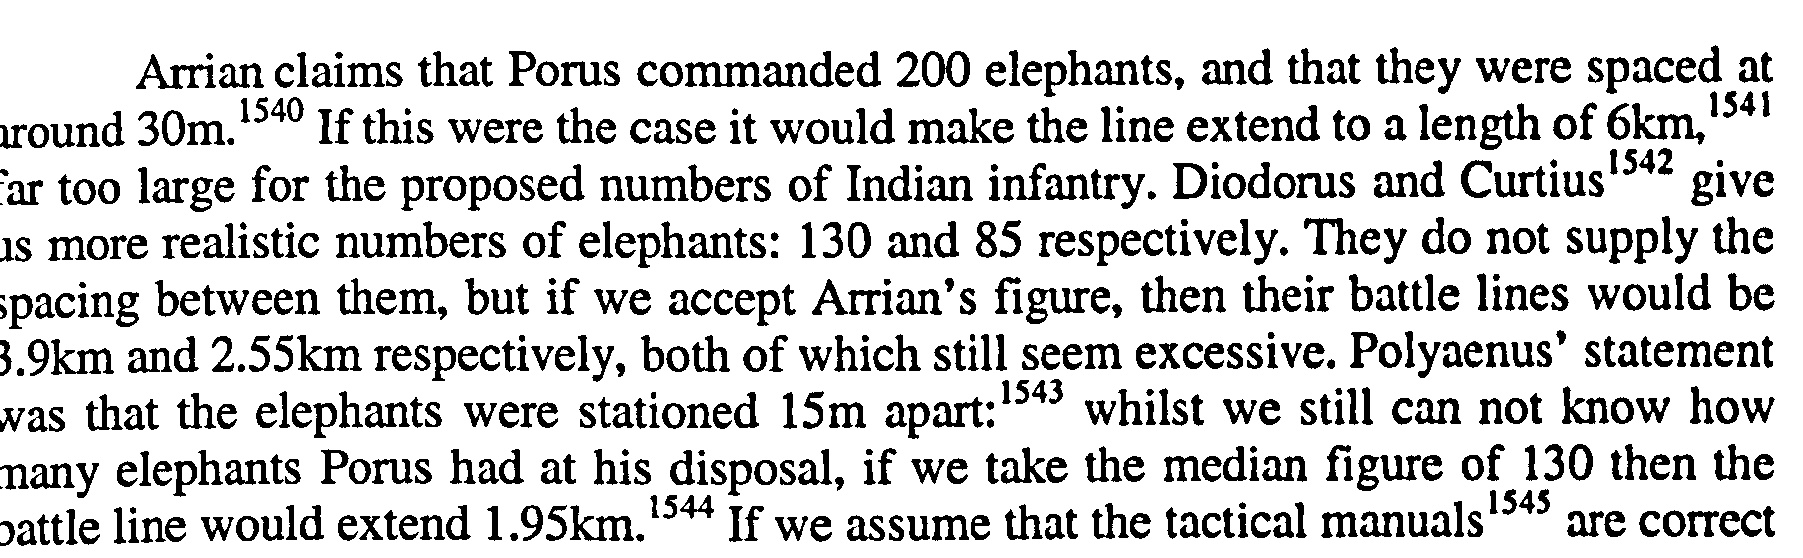 Arrian claims that Porus commanded 200 elephants, and that they were spaced at
around 30m.1540 If this were the case it would make the line extend to a length of 6km,1541
far too large for the proposed numbers of Indian infantry. Diodorus and Curtius1542 give
us more realistic numbers of elephants: 130 and 85 respectively. They do not supply the
spacing between them, but if we accept Arrian's figure, then their battle lines would be
3.9km and 2.55km respectively, both of which still seem excessive. Polyaenus' statement
was that the elephants were stationed 15m apart:1543 whilst we still can not know how
many elephants Porus had at his disposal, if we take the median figure of 130 then the
battle line would extend 1.95km.1544 If we assume that the tactical manuals1545 are correct